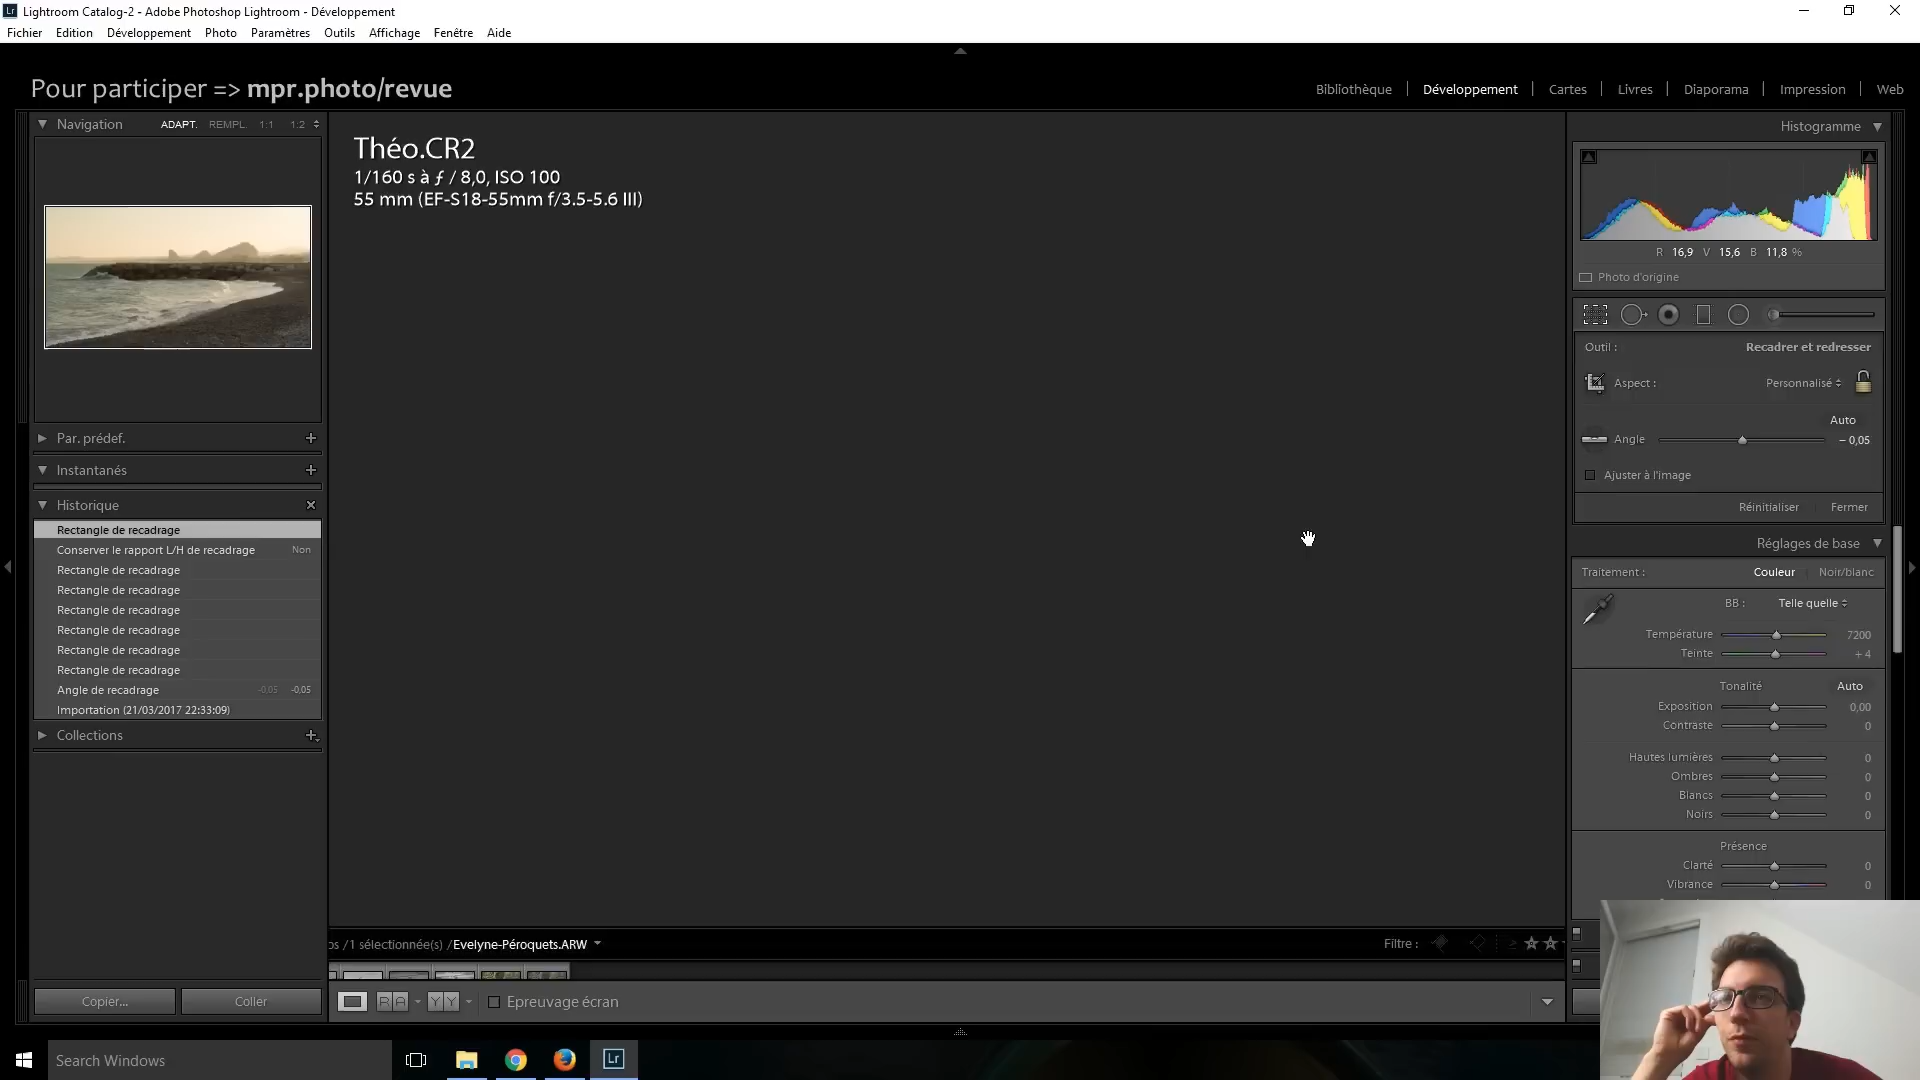 Lightroom Catalog-2 - Adobe Photoshop Lightroom - Développement
Fichier Edition Développement Photo Paramètres Outils Affichage Fenêtre Aide
Pour participer => mpr.photo/revue
Bibliothèque | Développement | Cartes | Livres | Diaporama | Impression | Web
Navigation ADAPT. REMPL. 1:1 1:2
Par. prédef.
Instantanés
Historique
Rectangle de recadrage
Conserver le rapport L/H de recadrage Non
Rectangle de recadrage
Rectangle de recadrage
Rectangle de recadrage
Rectangle de recadrage
Rectangle de recadrage
Rectangle de recadrage
Angle de recadrage -0,05 -0,05
Importation (21/03/2017 22:33:09)
Collections
Copier... Coller
Théo.CR2
1/160 s à ƒ / 8,0, ISO 100
55 mm (EF-S18-55mm f/3.5-5.6 III)
os /1 sélectionnée(s) /Evelyne-Péroquets.ARW
Filtre :
R A Y Y Epreuvage écran
Histogramme
R 16,9 V 15,6 B 11,8 %
Photo d'origine
Outil : Recadrer et redresser
Aspect : Personnalisé
Auto
Angle – 0,05
Ajuster à l'image
Réinitialiser Fermer
Réglages de base
Traitement : Couleur Noir/blanc
BB : Telle quelle
Température 7200
Teinte + 4
Tonalité Auto
Exposition 0,00
Contraste 0
Hautes lumières 0
Ombres 0
Blancs 0
Noirs 0
Présence
Clarté 0
Vibrance 0
Search Windows
Lr